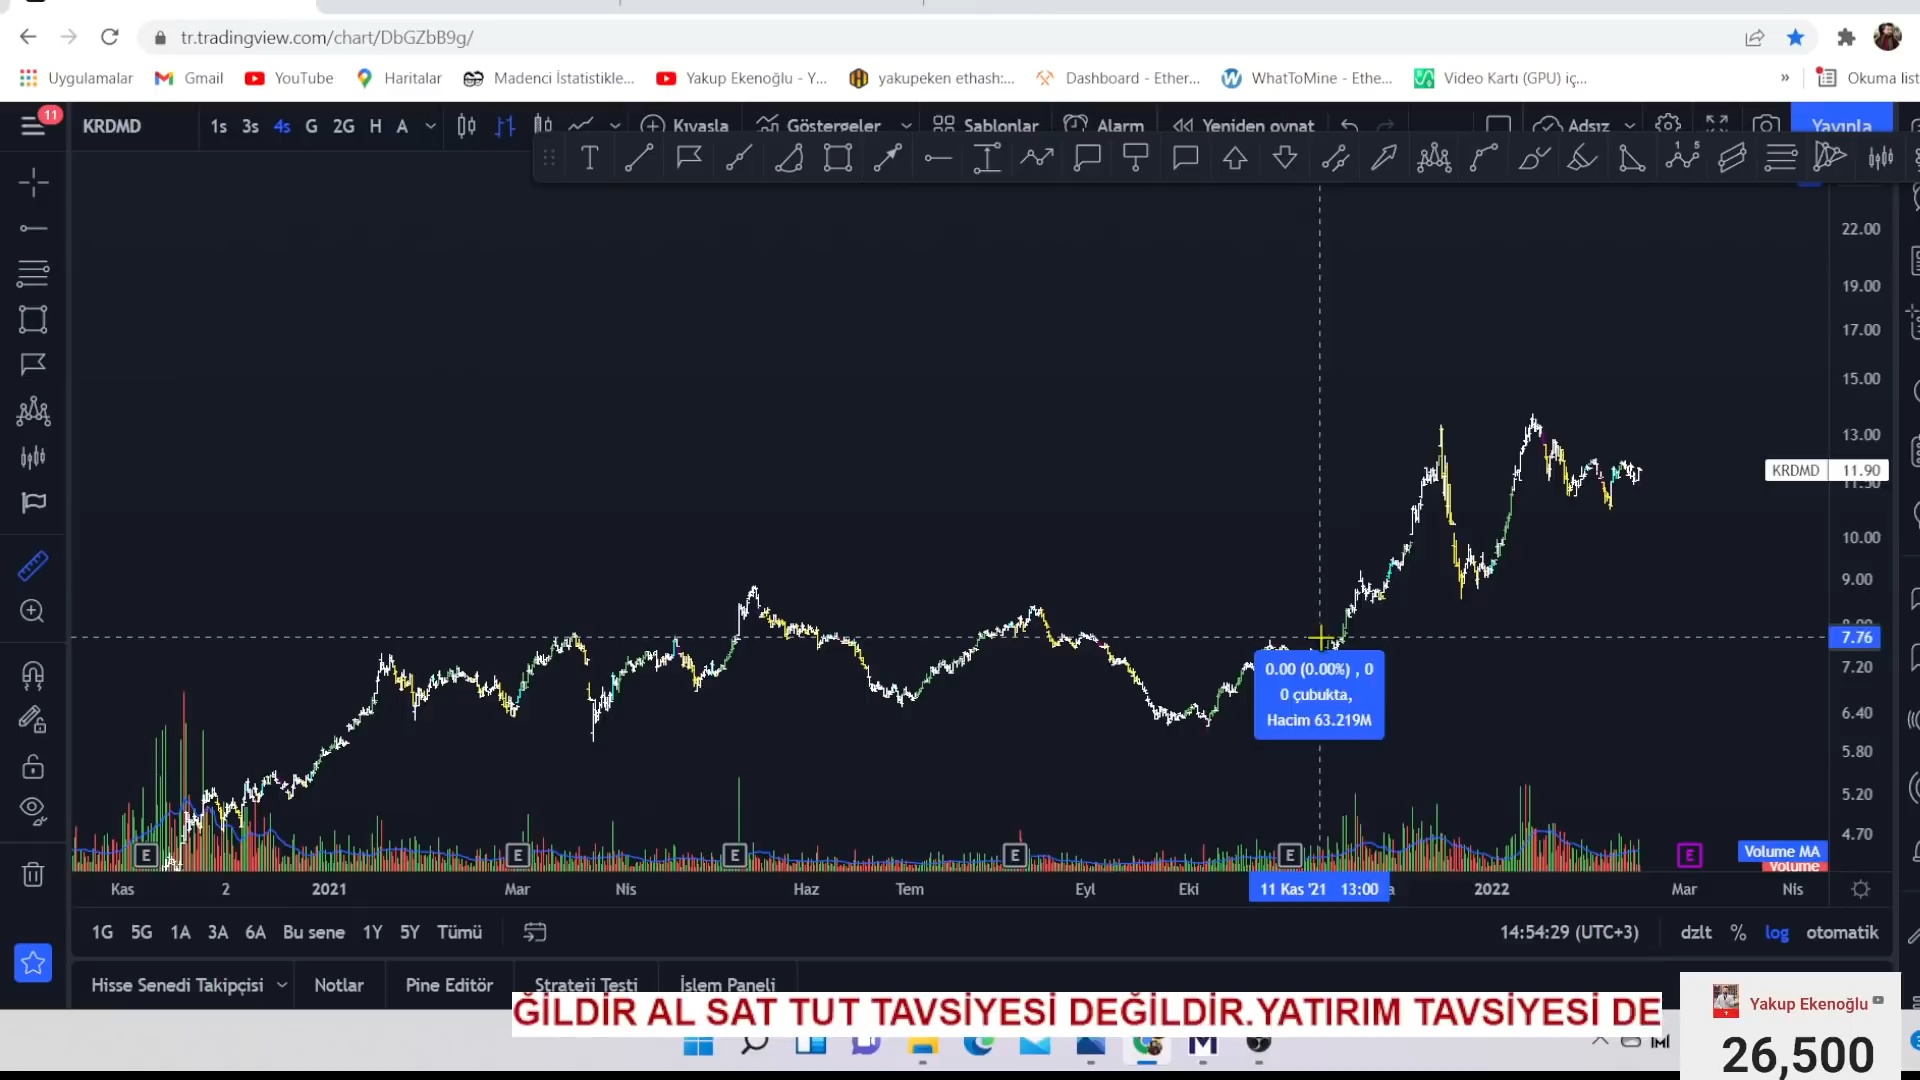 tr.tradingview.com/chart/DbGZbB9g/
Uygulamalar Gmail YouTube Haritalar Madenci İstatistikle... Yakup Ekenoğlu - Y... yakupeken ethash:... Dashboard - Ether... WhatToMine - Ethe... Video Kartı (GPU) iç... » Okuma list
11
KRDMD 1s 3s 4s G 2G H A Kıyasla Göstergeler Şablonlar Alarm Yeniden oynat Adsız Yayınla
T
22.00
19.00
17.00
15.00
13.00
KRDMD 11.90
10.00
9.00
7.76
7.20
6.40
5.80
5.20
4.70
0.00 (0.00%) , 0
0 çubukta,
Hacim 63.219M
E E E E E E
Volume MA
Volume
Kas 2 2021 Mar Nis Haz Tem Eyl Eki 11 Kas '21 13:00 2022 Mar Nis
1G 5G 1A 3A 6A Bu sene 1Y 5Y Tümü 14:54:29 (UTC+3) dzlt % log otomatik
Hisse Senedi Takipçisi Notlar Pine Editör Strateji Testi İşlem Paneli
ĞİLDİR AL SAT TUT TAVSİYESİ DEĞİLDİR.YATIRIM TAVSİYESİ DE
Yakup Ekenoğlu
26,500